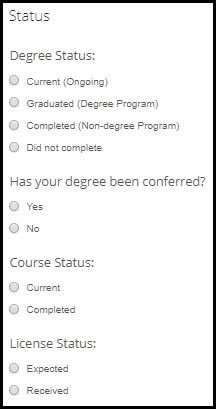 Status
Degree Status:
Current (Ongoing)
Graduated (Degree Program)
Completed (Non-degree Program)
Did not complete
Has your degree been conferred?
Yes
No
Course Status:
Current
Completed
License Status:
Expected
Received